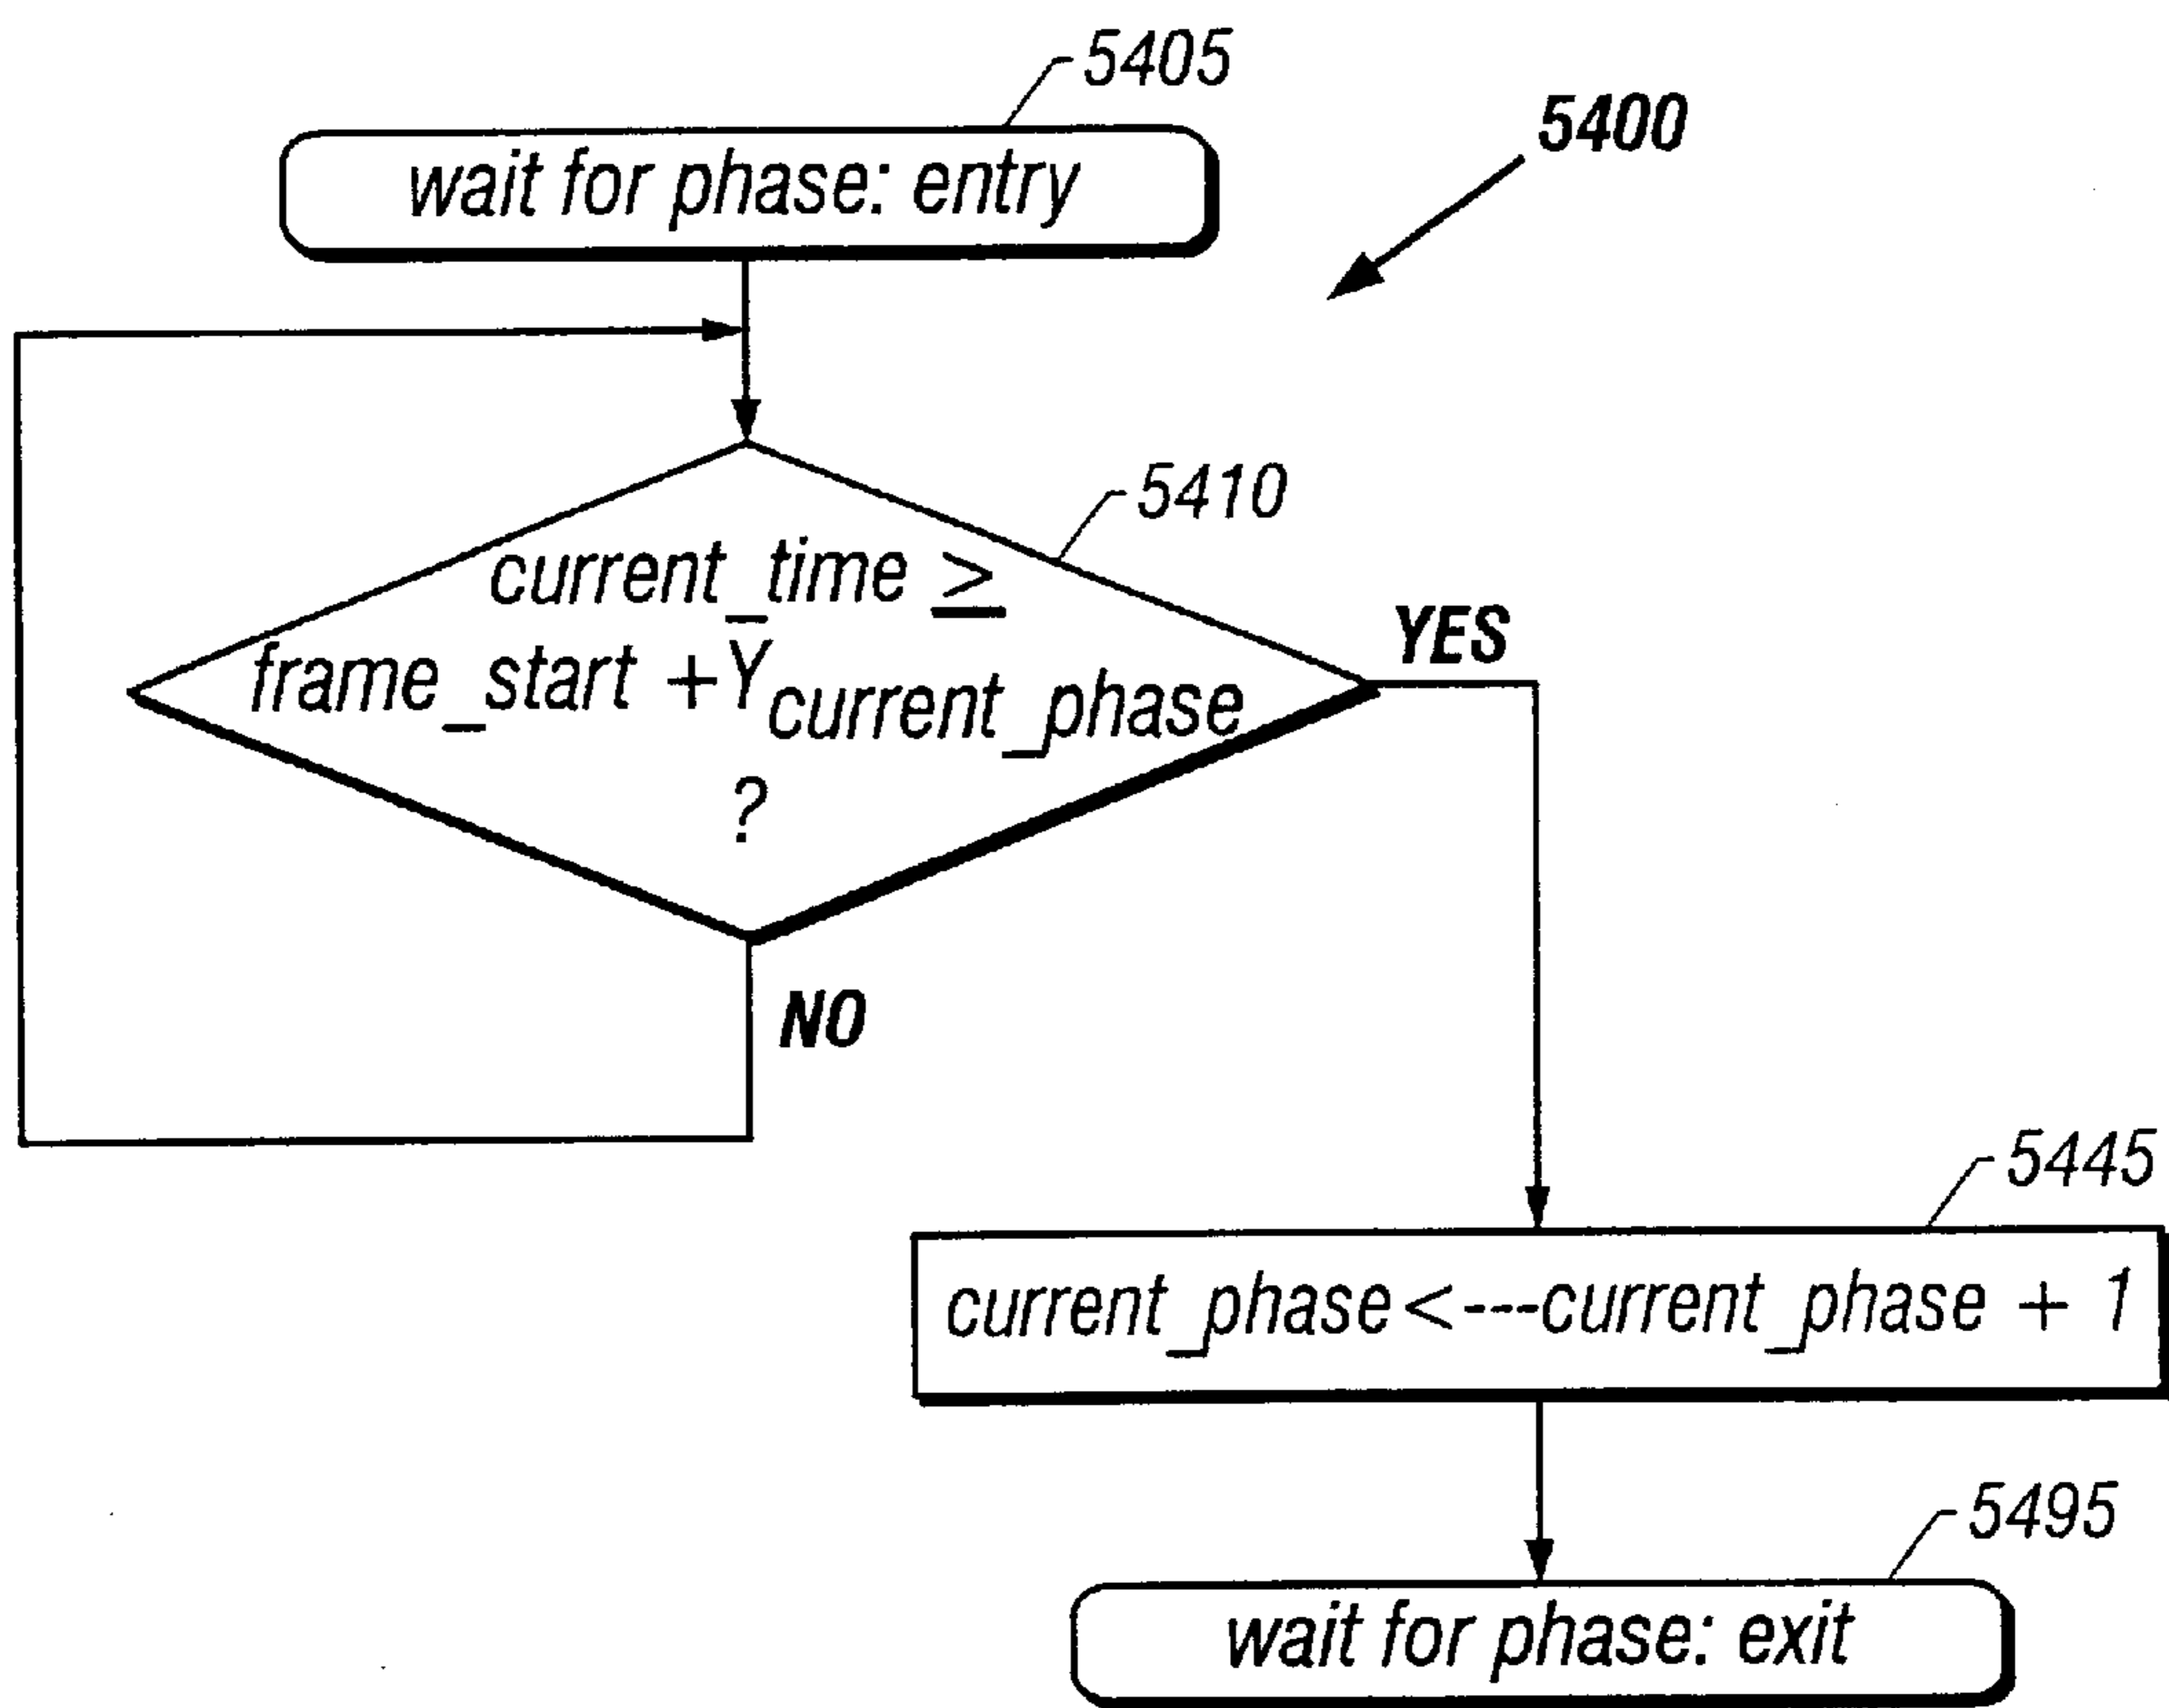 5405
5400
wait for phase: entry
5410
current_time ≥
frame_start + Y current_phase
?
YES
NO
5445
current_phase <---current_phase + 1
5495
wait for phase: exit